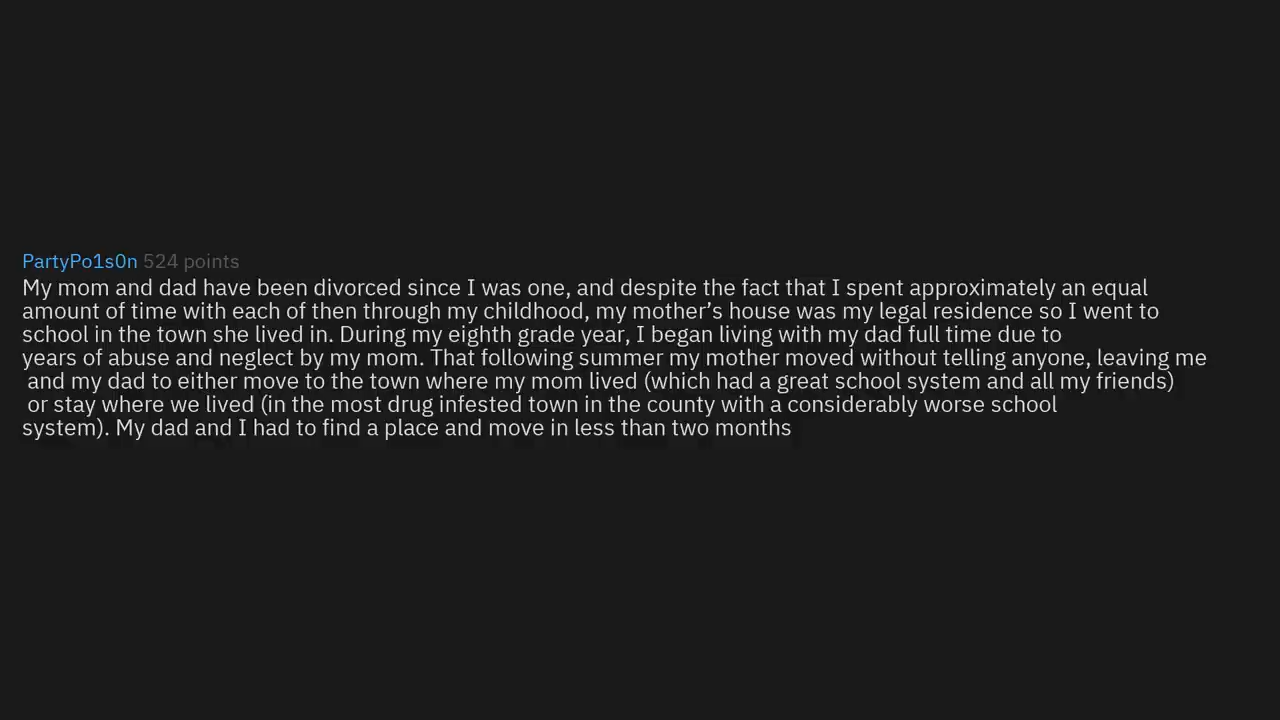 PartyPo1s0n 524 points
My mom and dad have been divorced since I was one, and despite the fact that I spent approximately an equal
amount of time with each of then through my childhood, my mother’s house was my legal residence so I went to
school in the town she lived in. During my eighth grade year, I began living with my dad full time due to
years of abuse and neglect by my mom. That following summer my mother moved without telling anyone, leaving me
and my dad to either move to the town where my mom lived (which had a great school system and all my friends)
or stay where we lived (in the most drug infested town in the county with a considerably worse school
system). My dad and I had to find a place and move in less than two months